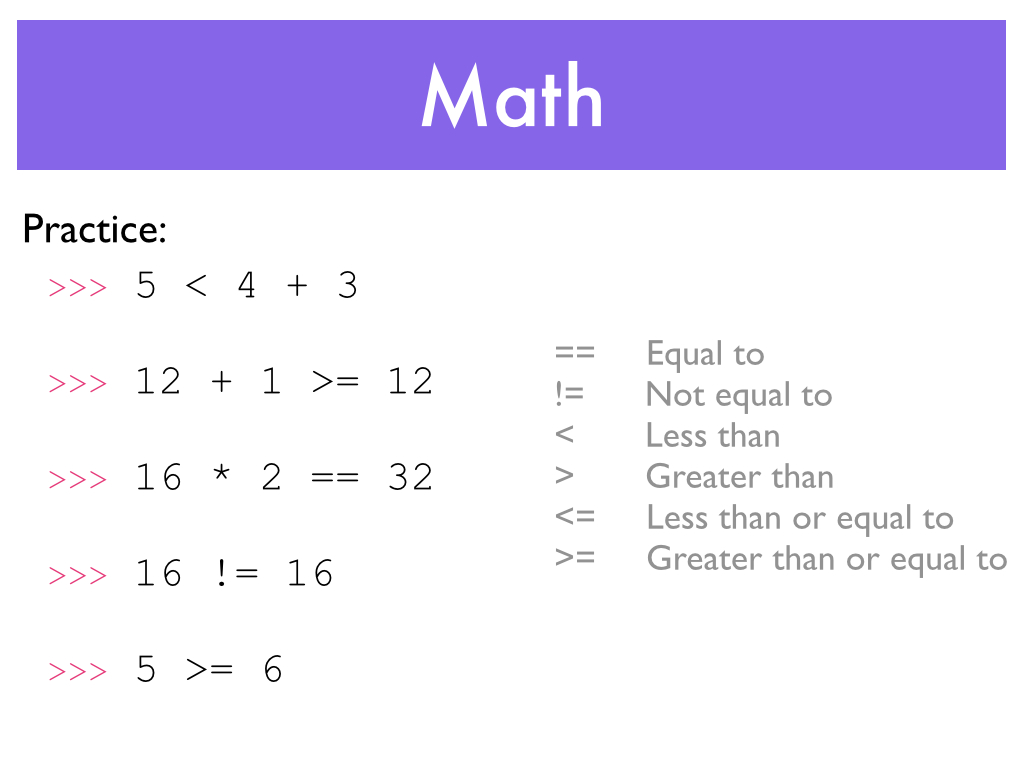 Math
Practice:
>>> 5 < 4 + 3
>>> 12 + 1 >= 12
>>> 16 * 2 == 32
>>> 16 != 16
>>> 5 >= 6
== Equal to
!= Not equal to
< Less than
> Greater than
<= Less than or equal to
>= Greater than or equal to